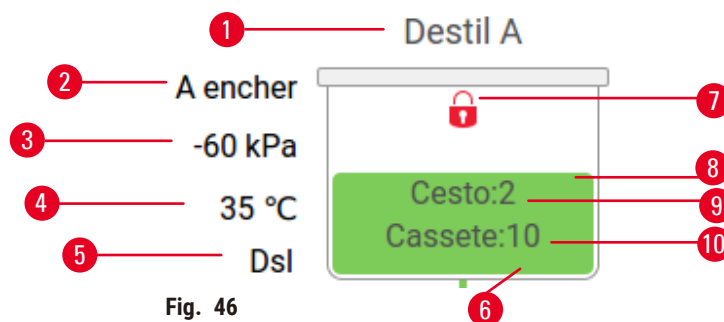 1 Destil A
2 A encher
7
3 -60 kPa
8
4 35 °C
Cesto:2 9
Cassete:10 10
5 Dsl
6
Fig. 46